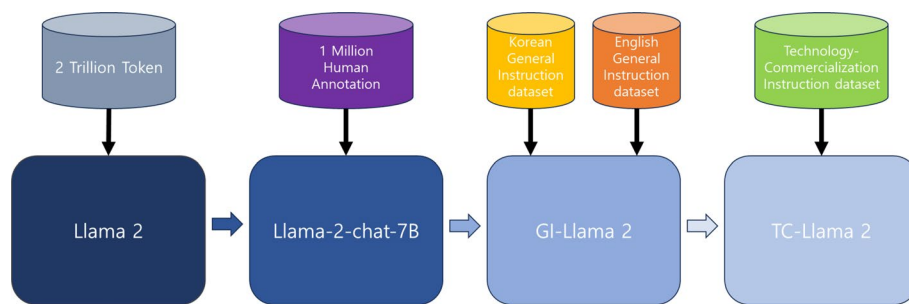 2 Trillion Token
1 Million
Human
Annotation
Korean
General
Instruction
dataset
English
General
Instruction
dataset
Technology-
Commercialization
Instruction dataset
Llama 2
Llama-2-chat-7B
GI-Llama 2
TC-Llama 2